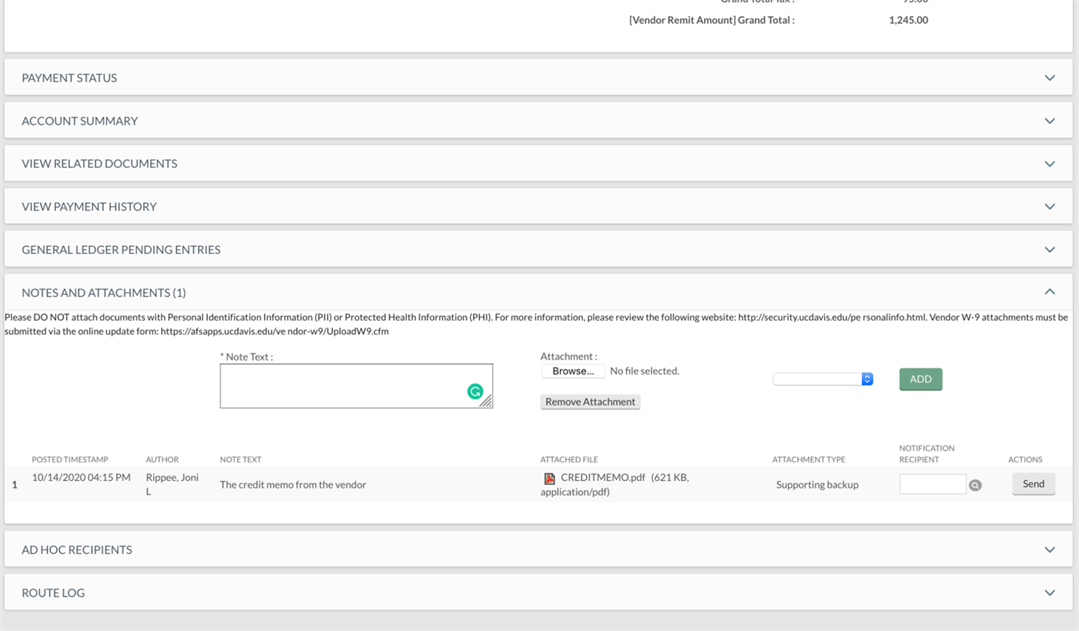 Grand Total Tax : 75.00
[Vendor Remit Amount] Grand Total : 1,245.00
PAYMENT STATUS
ACCOUNT SUMMARY
VIEW RELATED DOCUMENTS
VIEW PAYMENT HISTORY
GENERAL LEDGER PENDING ENTRIES
NOTES AND ATTACHMENTS (1)
Please DO NOT attach documents with Personal Identification Information (PII) or Protected Health Information (PHI). For more information, please review the following website: http://security.ucdavis.edu/pe rsonalinfo.html. Vendor W-9 attachments must be
submitted via the online update form: https://afsapps.ucdavis.edu/ve ndor-w9/UploadW9.cfm
* Note Text :
Attachment :
Browse... No file selected.
Remove Attachment
ADD
POSTED TIMESTAMP AUTHOR NOTE TEXT ATTACHED FILE ATTACHMENT TYPE NOTIFICATION RECIPIENT ACTIONS
1 10/14/2020 04:15 PM Rippee, Joni L The credit memo from the vendor CREDITMEMO.pdf (621 KB, application/pdf) Supporting backup Send
AD HOC RECIPIENTS
ROUTE LOG